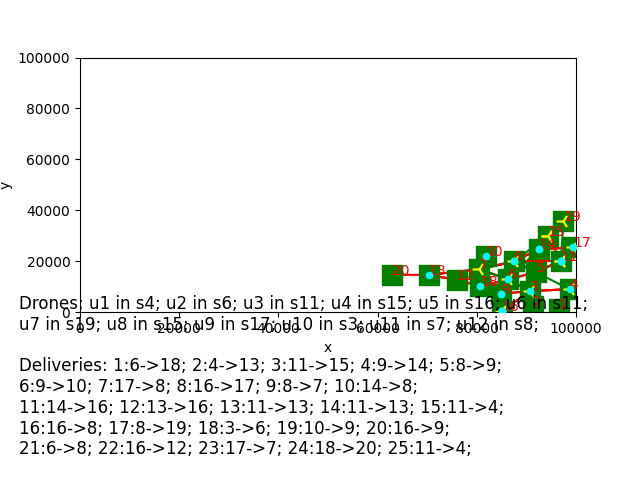 100000
80000
60000
40000
20000
0
y
0 20000 40000 60000 80000 100000
x
19
17
10
20
Drones: u1 in s4; u2 in s6; u3 in s11; u4 in s15; u5 in s16; u6 in s11;
u7 in s19; u8 in s15; u9 in s17; u10 in s3; u11 in s7; u12 in s8;
Deliveries: 1:6->18; 2:4->13; 3:11->15; 4:9->14; 5:8->9;
6:9->10; 7:17->8; 8:16->17; 9:8->7; 10:14->8;
11:14->16; 12:13->16; 13:11->13; 14:11->13; 15:11->4;
16:16->8; 17:8->19; 18:3->6; 19:10->9; 20:16->9;
21:6->8; 22:16->12; 23:17->7; 24:18->20; 25:11->4;